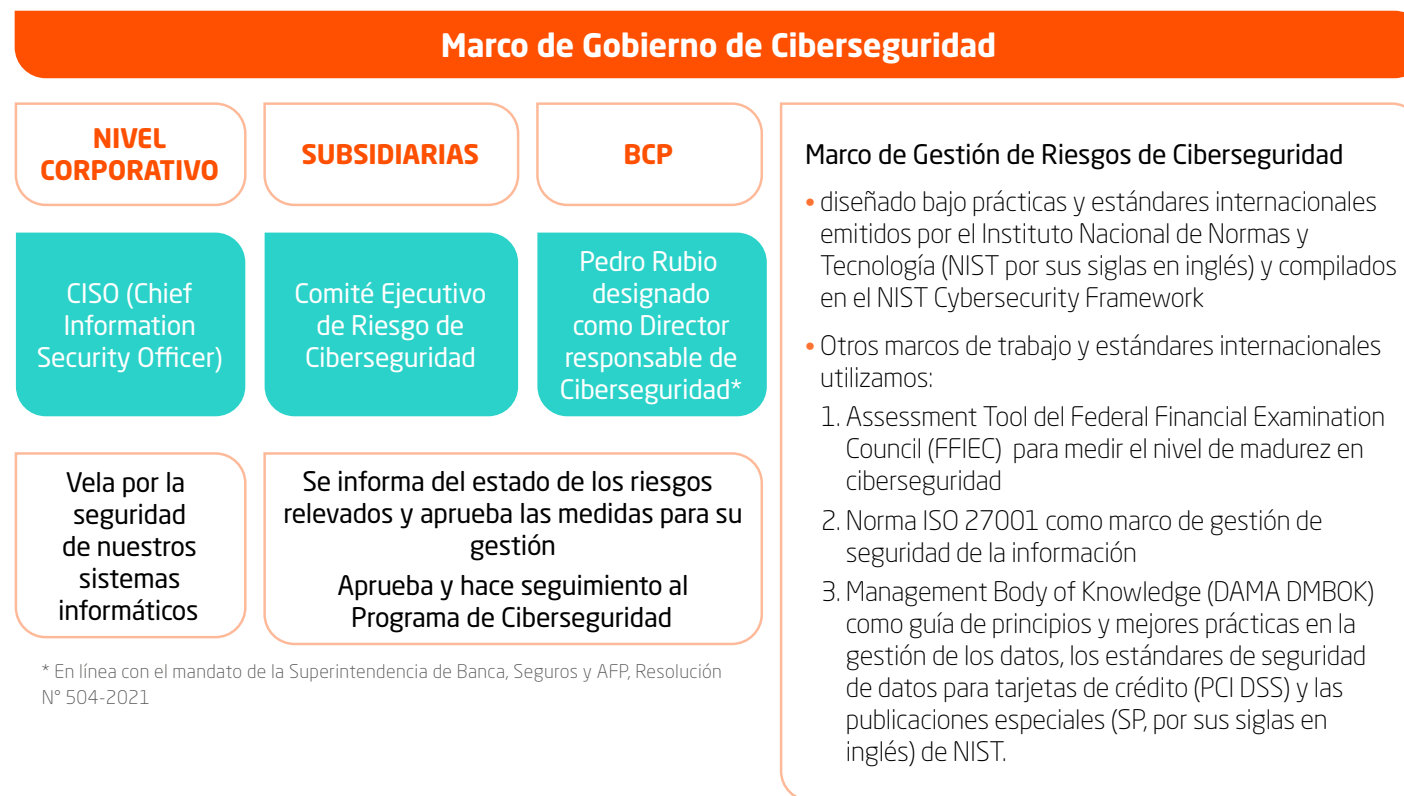 Marco de Gobierno de Ciberseguridad
NIVEL
CORPORATIVO
SUBSIDIARIAS
BCP
CISO (Chief
Information
Security Officer)
Comité Ejecutivo
de Riesgo de
Ciberseguridad
Pedro Rubio
designado
como Director
responsable de
Ciberseguridad*
Vela por la
seguridad
de nuestros
sistemas
informáticos
Se informa del estado de los riesgos
relevados y aprueba las medidas para su
gestión
Aprueba y hace seguimiento al
Programa de Ciberseguridad
* En línea con el mandato de la Superintendencia de Banca, Seguros y AFP, Resolución
N° 504-2021
Marco de Gestión de Riesgos de Ciberseguridad
• diseñado bajo prácticas y estándares internacionales
emitidos por el Instituto Nacional de Normas y
Tecnología (NIST por sus siglas en inglés) y compilados
en el NIST Cybersecurity Framework
• Otros marcos de trabajo y estándares internacionales
utilizamos:
1. Assessment Tool del Federal Financial Examination
Council (FFIEC) para medir el nivel de madurez en
ciberseguridad
2. Norma ISO 27001 como marco de gestión de
seguridad de la información
3. Management Body of Knowledge (DAMA DMBOK)
como guía de principios y mejores prácticas en la
gestión de los datos, los estándares de seguridad
de datos para tarjetas de crédito (PCI DSS) y las
publicaciones especiales (SP, por sus siglas en
inglés) de NIST.